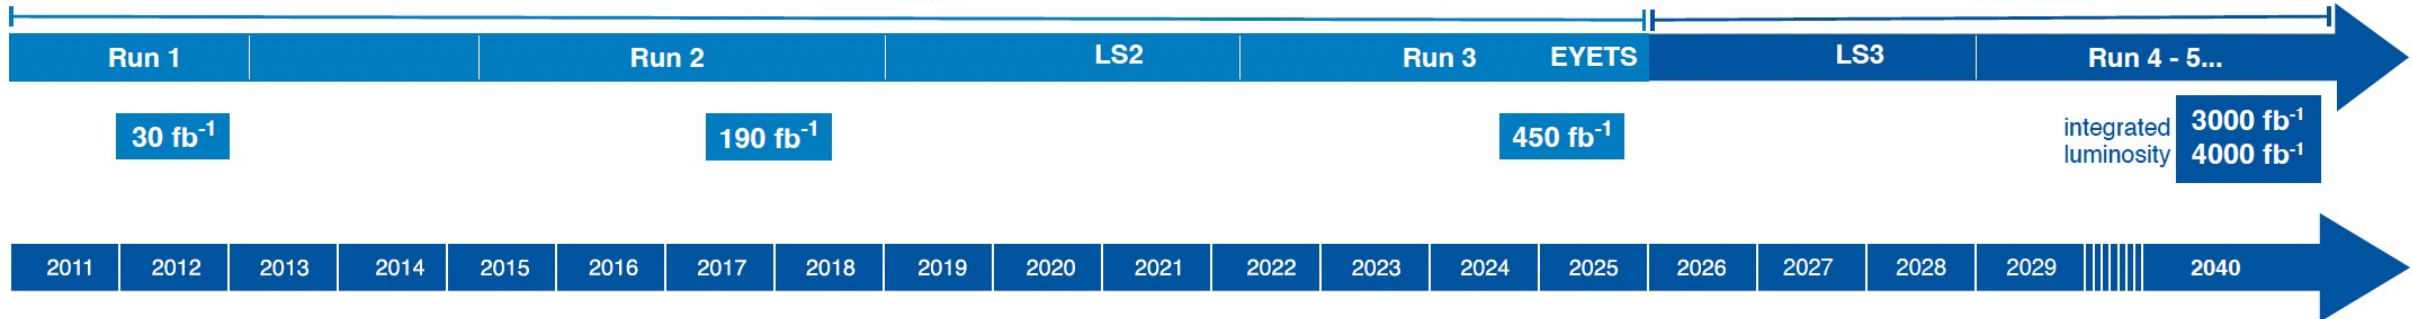 Run 1 Run 2 LS2 Run 3 EYETS LS3 Run 4 - 5...
30 fb⁻¹ 190 fb⁻¹ 450 fb⁻¹
integrated luminosity
3000 fb⁻¹
4000 fb⁻¹
2011 2012 2013 2014 2015 2016 2017 2018 2019 2020 2021 2022 2023 2024 2025 2026 2027 2028 2029 2040